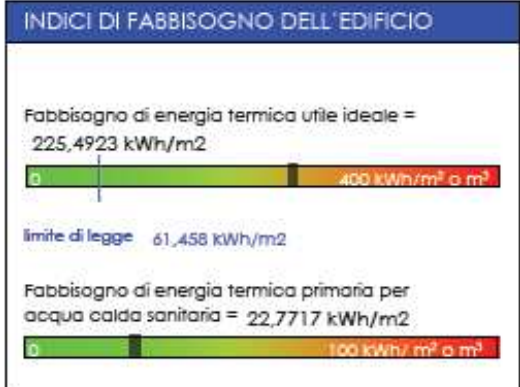 INDICI DI FABBISOGNO DELL'EDIFICIO
Fabbisogno di energia termica utile ideale =
225,4923 kWh/m2
0 400 kWh/m² o m³
limite di legge 61,458 kWh/m2
Fabbisogno di energia termica primaria per
acqua calda sanitaria = 22,7717 kWh/m2
0 100 kWh/ m² o m³